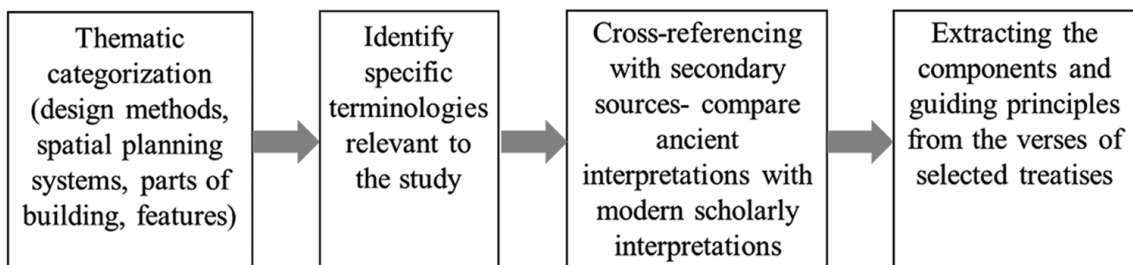 Thematic
categorization
(design methods,
spatial planning
systems, parts of
building, features)
Identify
specific
terminologies
relevant to
the study
Cross-referencing
with secondary
sources- compare
ancient
interpretations with
modern scholarly
interpretations
Extracting the
components and
guiding principles
from the verses of
selected treatises